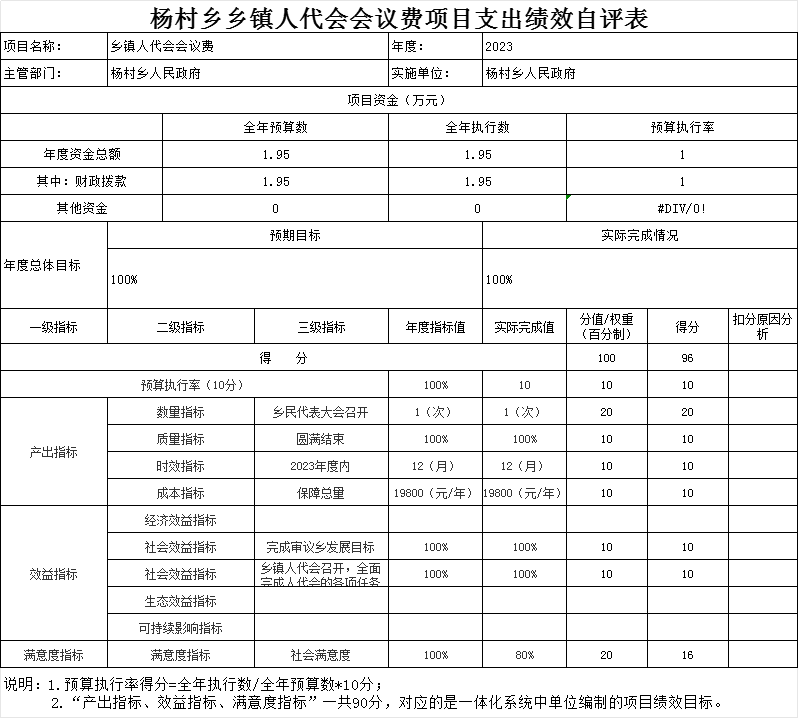 杨村乡乡镇人代会会议费项目支出绩效自评表
项目名称： 乡镇人代会会议费 年度： 2023
主管部门： 杨村乡人民政府 实施单位： 杨村乡人民政府
项目资金（万元）
全年预算数 全年执行数 预算执行率
年度资金总额 1.95 1.95 1
其中：财政拨款 1.95 1.95 1
其他资金 0 0 #DIV/0!
年度总体目标 预期目标 实际完成情况
100% 100%
一级指标 二级指标 三级指标 年度指标值 实际完成值 分值/权重（百分制） 得分 扣分原因分析
得 分 100 96
预算执行率（10分） 100% 10 10 10
产出指标 数量指标 乡民代表大会召开 1（次） 1（次） 20 20
质量指标 圆满结束 100% 100% 10 10
时效指标 2023年度内 12（月） 12（月） 10 10
成本指标 保障总量 19800（元/年） 19800（元/年） 10 10
效益指标 经济效益指标
社会效益指标 完成审议乡发展目标 100% 100% 10 10
社会效益指标 乡镇人代会召开，全面完成人代会的各项任务 100% 100% 10 10
生态效益指标
可持续影响指标
满意度指标 满意度指标 社会满意度 100% 80% 20 16
说明：1.预算执行率得分=全年执行数/全年预算数*10分；
2.“产出指标、效益指标、满意度指标”一共90分，对应的是一体化系统中单位编制的项目绩效目标。